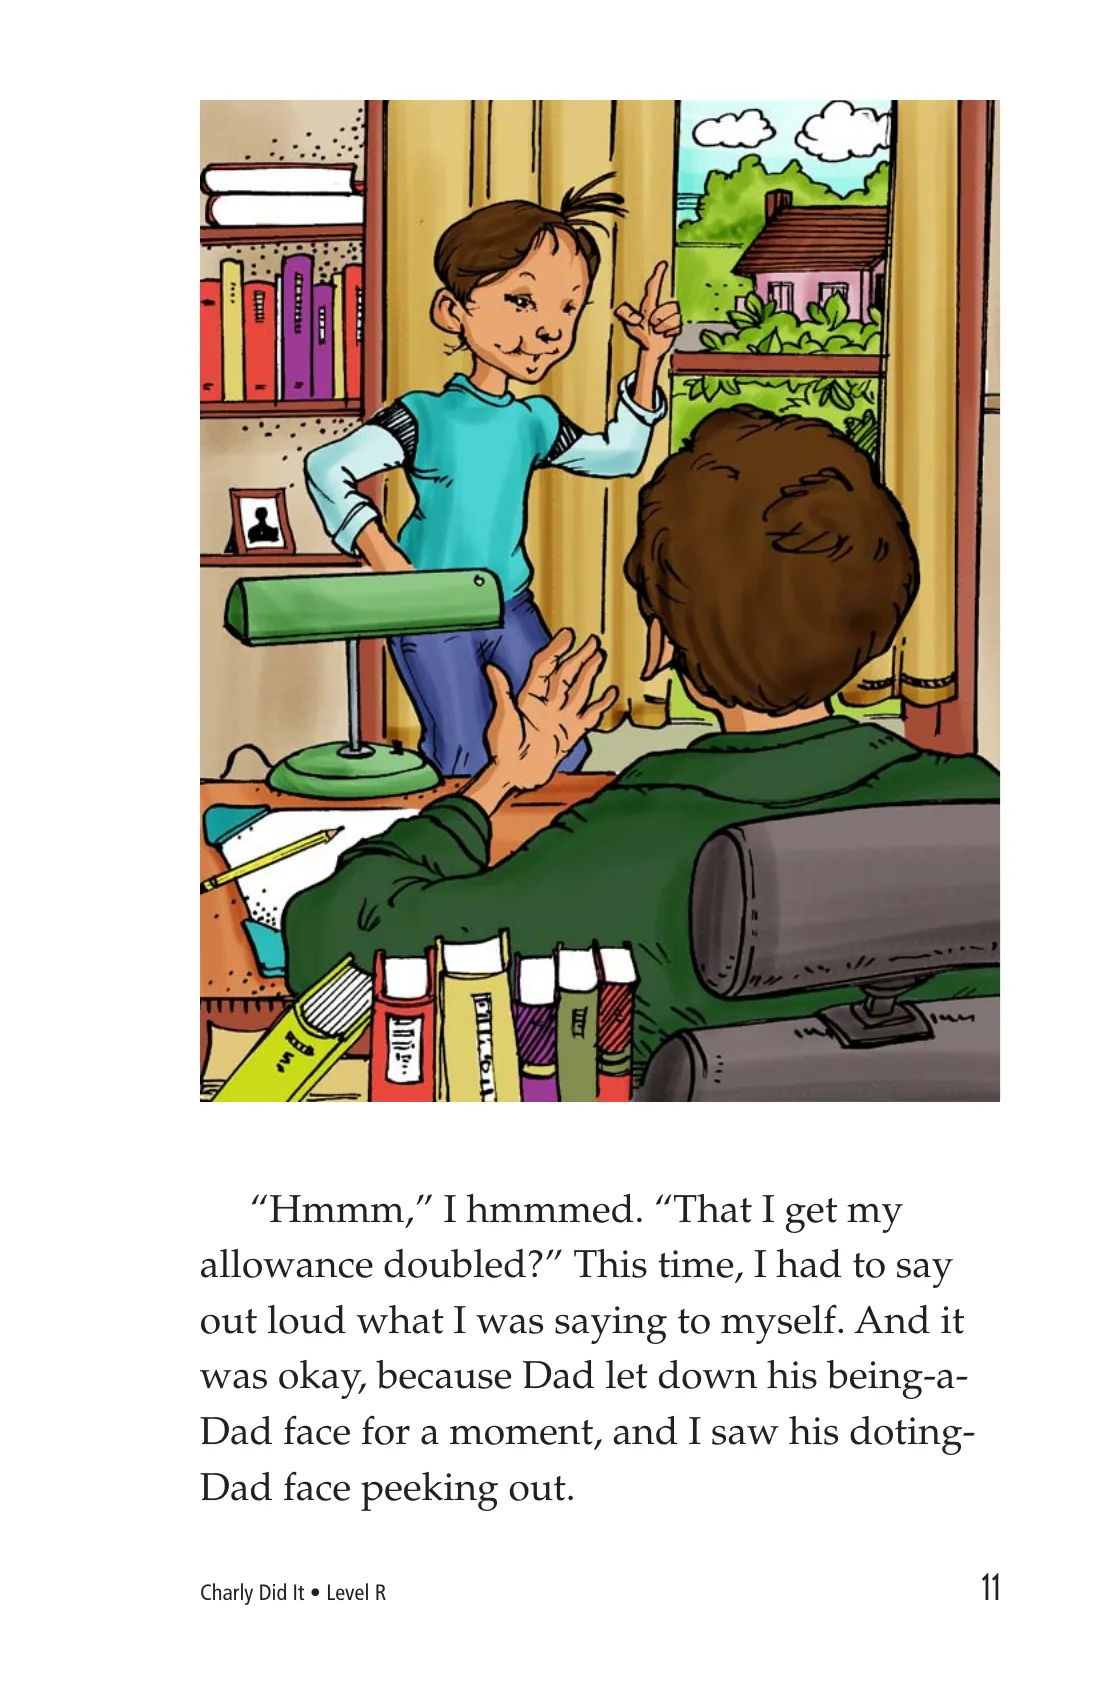 “Hmmm,” I hmmmed. “That I get my
allowance doubled?” This time, I had to say
out loud what I was saying to myself. And it
was okay, because Dad let down his being-a-
Dad face for a moment, and I saw his doting-
Dad face peeking out.
Charly Did It • Level R
11